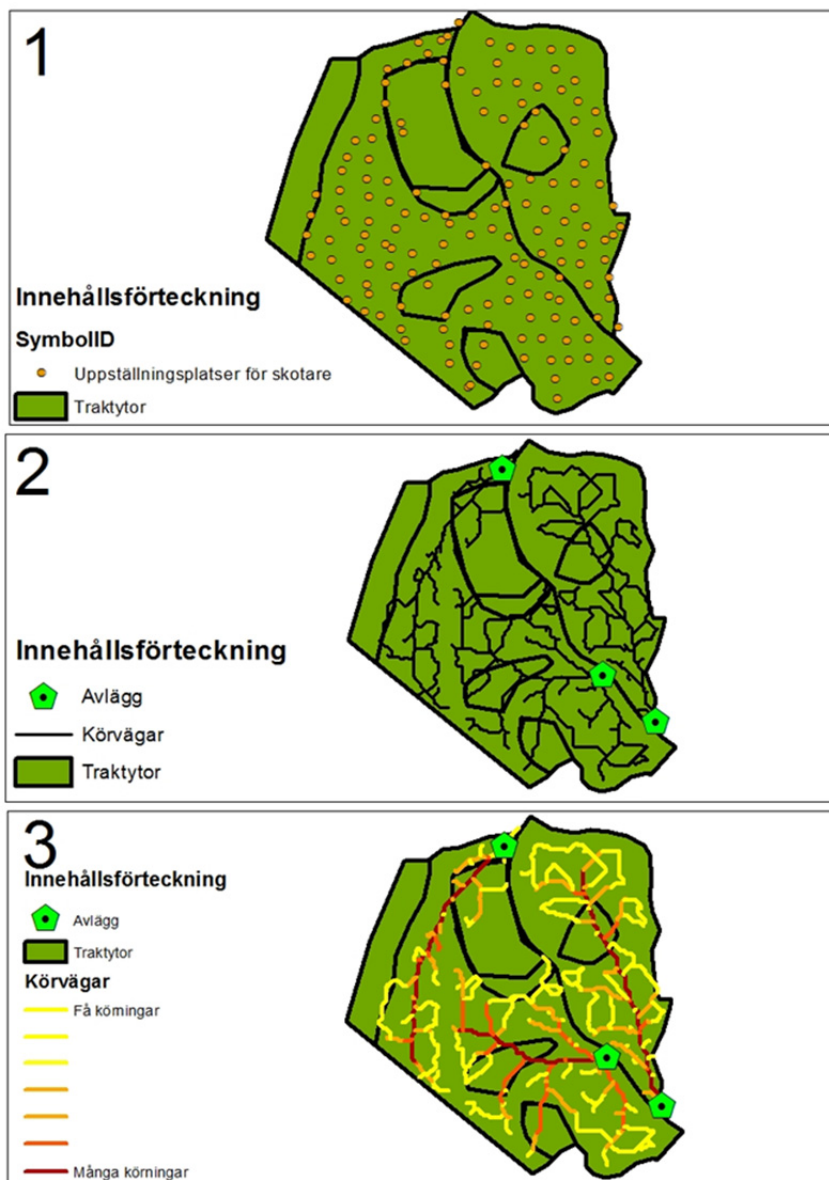 1
Innehållsförteckning
SymbolID
Uppställningsplatser för skotare
Traktytor
2
Innehållsförteckning
Avlägg
Körvägar
Traktytor
3
Innehållsförteckning
Avlägg
Traktytor
Körvägar
Få körningar
Många körningar